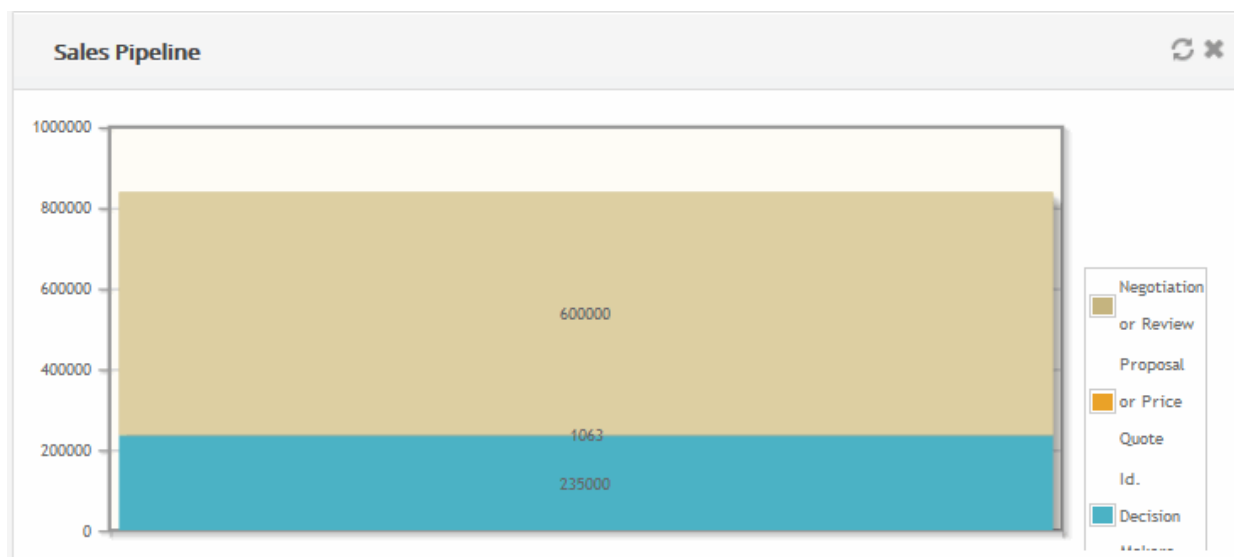 Sales Pipeline
1000000
800000
600000
400000
200000
0
600000
1063
235000
Negotiation
or Review
Proposal
or Price
Quote
Id.
Decision